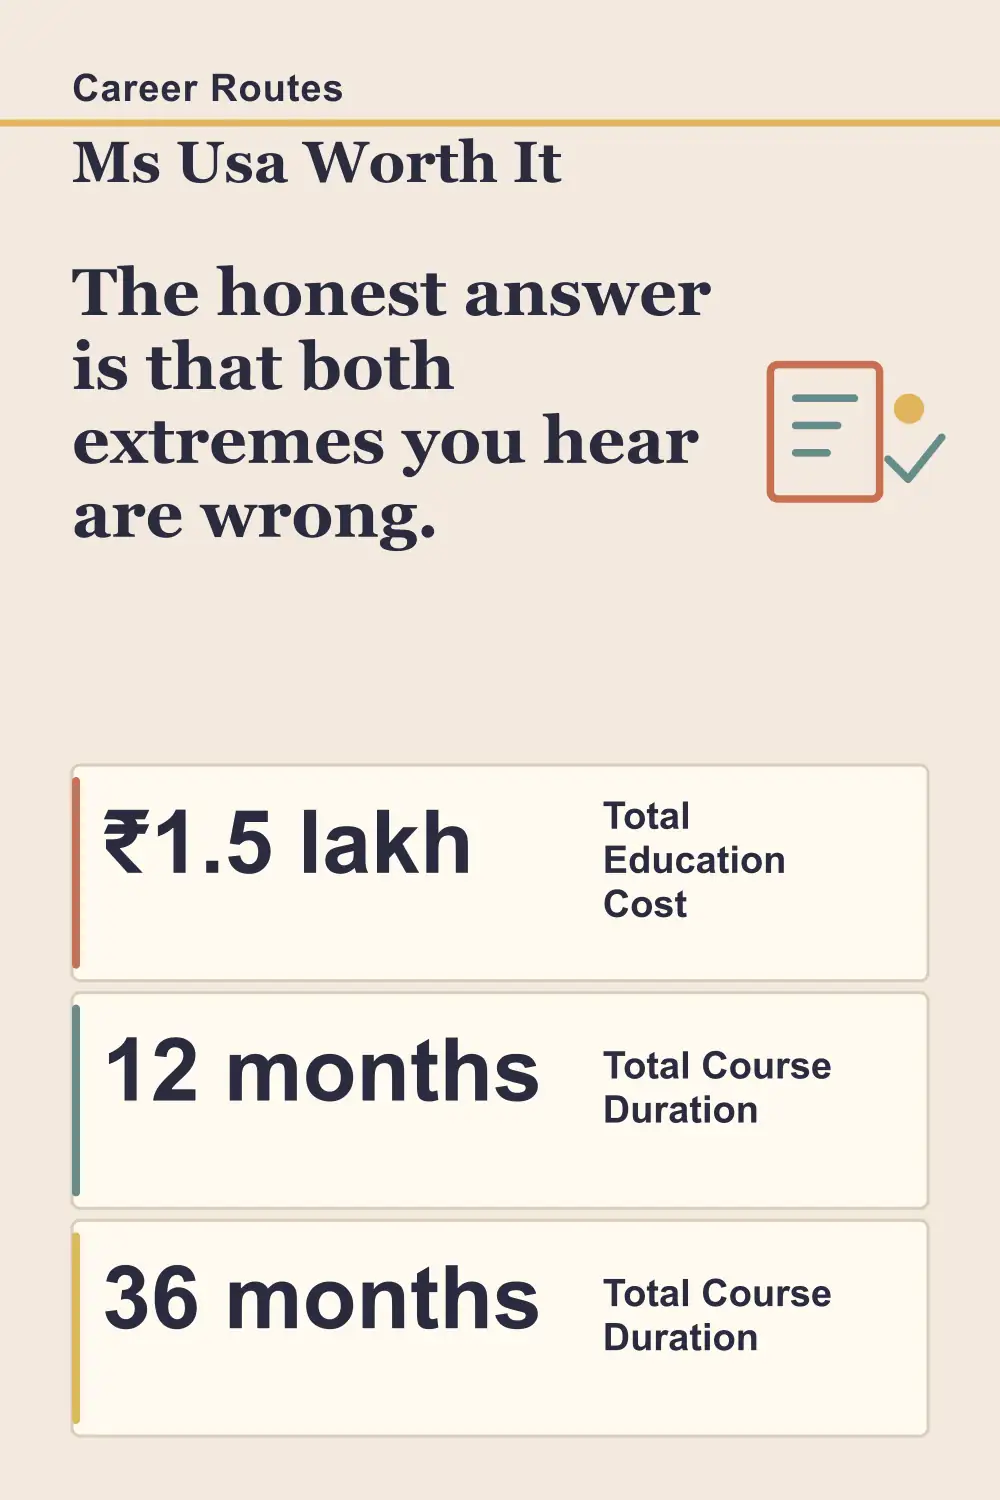 Career Routes
Ms Usa Worth It
The honest answer
is that both
extremes you hear
are wrong.
₹1.5 lakh
Total
Education
Cost
12 months
Total Course
Duration
36 months
Total Course
Duration